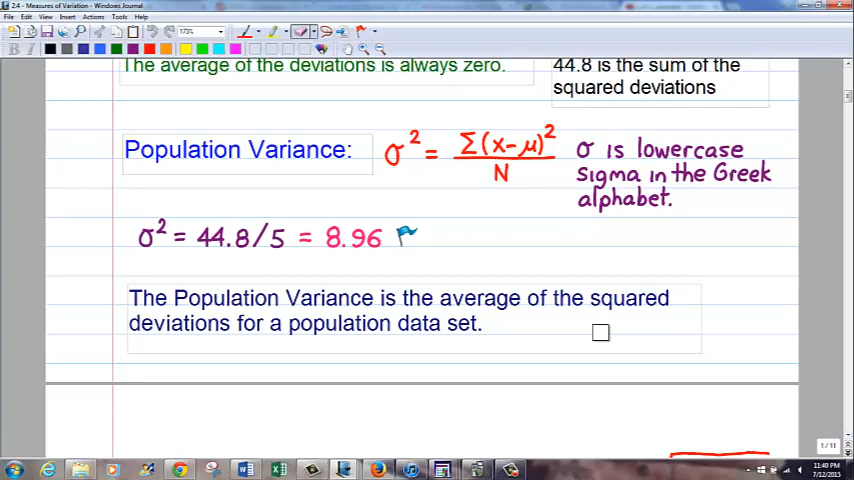 2.4 - Measures of Variation - Windows Journal
File Edit View Insert Actions Tools Help
173%
B I
The average of the deviations is always zero.
44.8 is the sum of the
squared deviations
Population Variance:
σ² = Σ(x-μ)² / N
σ is lowercase
sigma in the Greek
alphabet.
σ² = 44.8/5 = 8.96
The Population Variance is the average of the squared
deviations for a population data set.
1/11
11:40 PM
7/12/2015